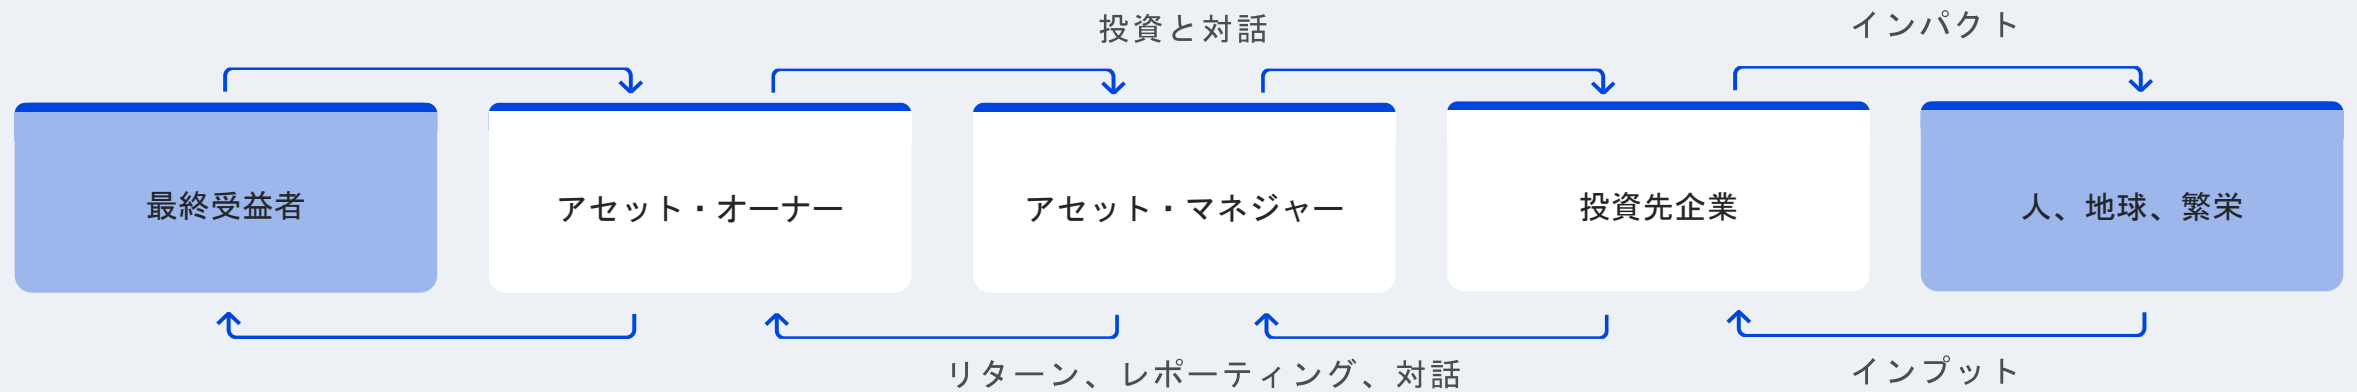 投資と対話
インパクト
最終受益者
アセット・オーナー
アセット・マネジャー
投資先企業
人、地球、繁栄
リターン、レポーティング、対話
インプット